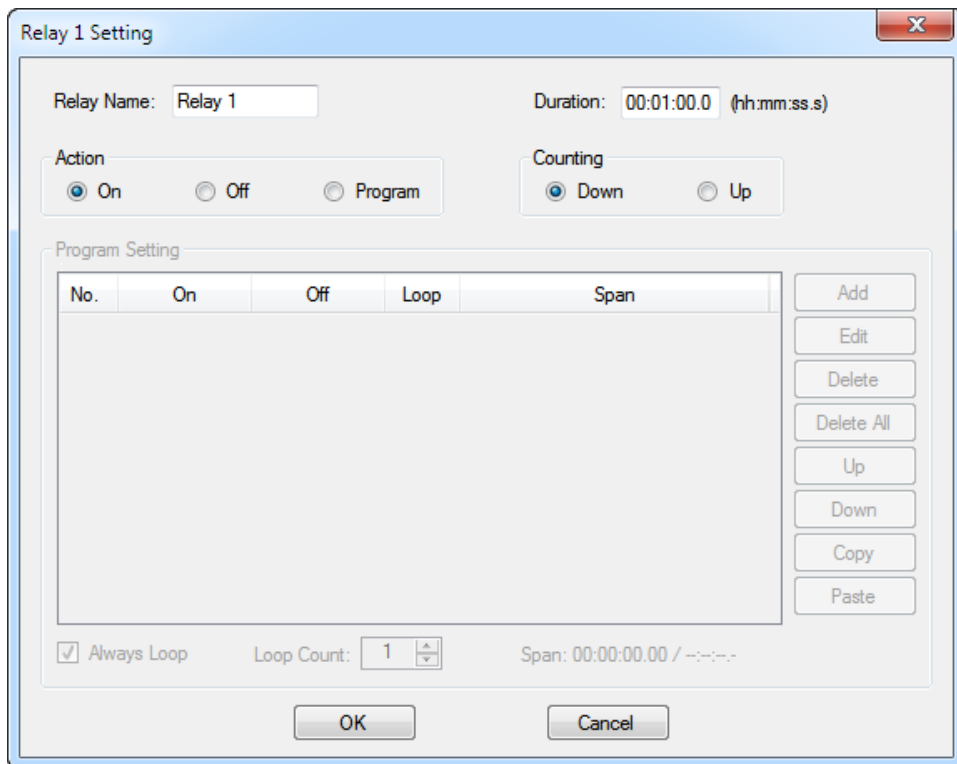 Relay 1 Setting
Relay Name: Relay 1
Duration: 00:01:00.0 (hh:mm:ss.s)
Action
On Off Program
Counting
Down Up
Program Setting
No. On Off Loop Span
Add
Edit
Delete
Delete All
Up
Down
Copy
Paste
Always Loop Loop Count: 1 Span: 00:00:00.00 / --:--:--.-
OK Cancel